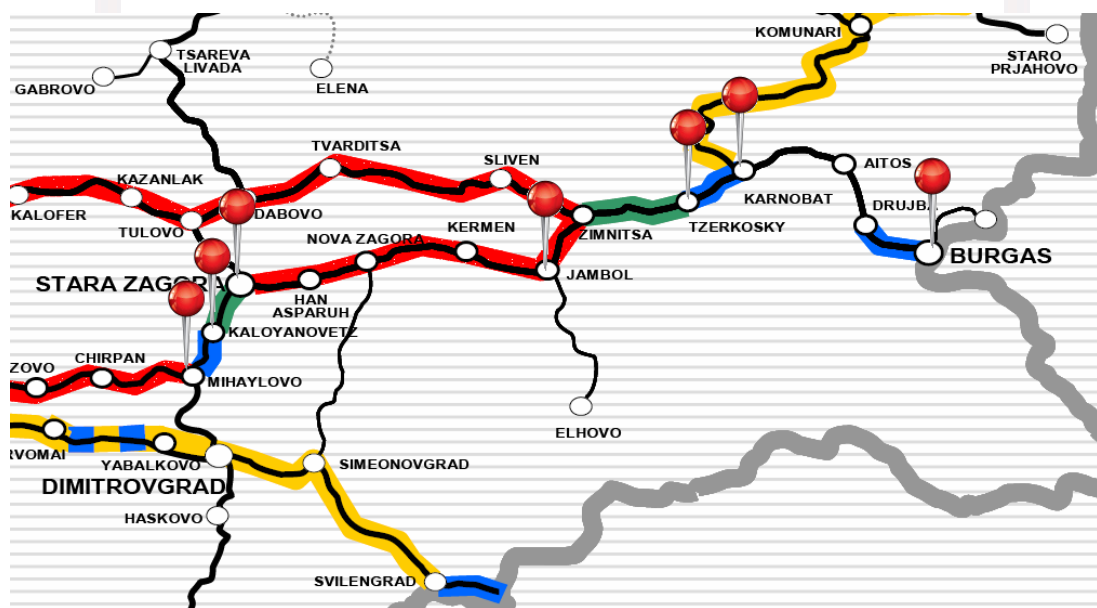 KOMUNARI
STARO
PRJAHOVO
TSAREVA
LIVADA
GABROVO
ELENA
TVARDITSA
SLIVEN
AITOS
KAZANLAK
KARNOBAT
DRUJBA
KALOFER
DABOVO
TULOVO
KERMEN
ZIMNITSA
TZERKOSKY
NOVA ZAGORA
BURGAS
STARA ZAGORA
JAMBOL
HAN
ASPARUH
KALOYANOVETZ
ZOVO
CHIRPAN
MIHAYLOVO
ELHOVO
RVOMAI
YABALKOVO
SIMEONOVGRAD
DIMITROVGRAD
HASKOVO
SVILENGRAD